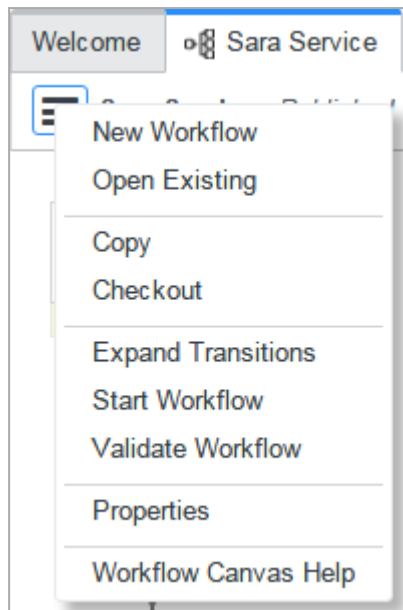 Welcome
Sara Service
New Workflow
Open Existing
Copy
Checkout
Expand Transitions
Start Workflow
Validate Workflow
Properties
Workflow Canvas Help